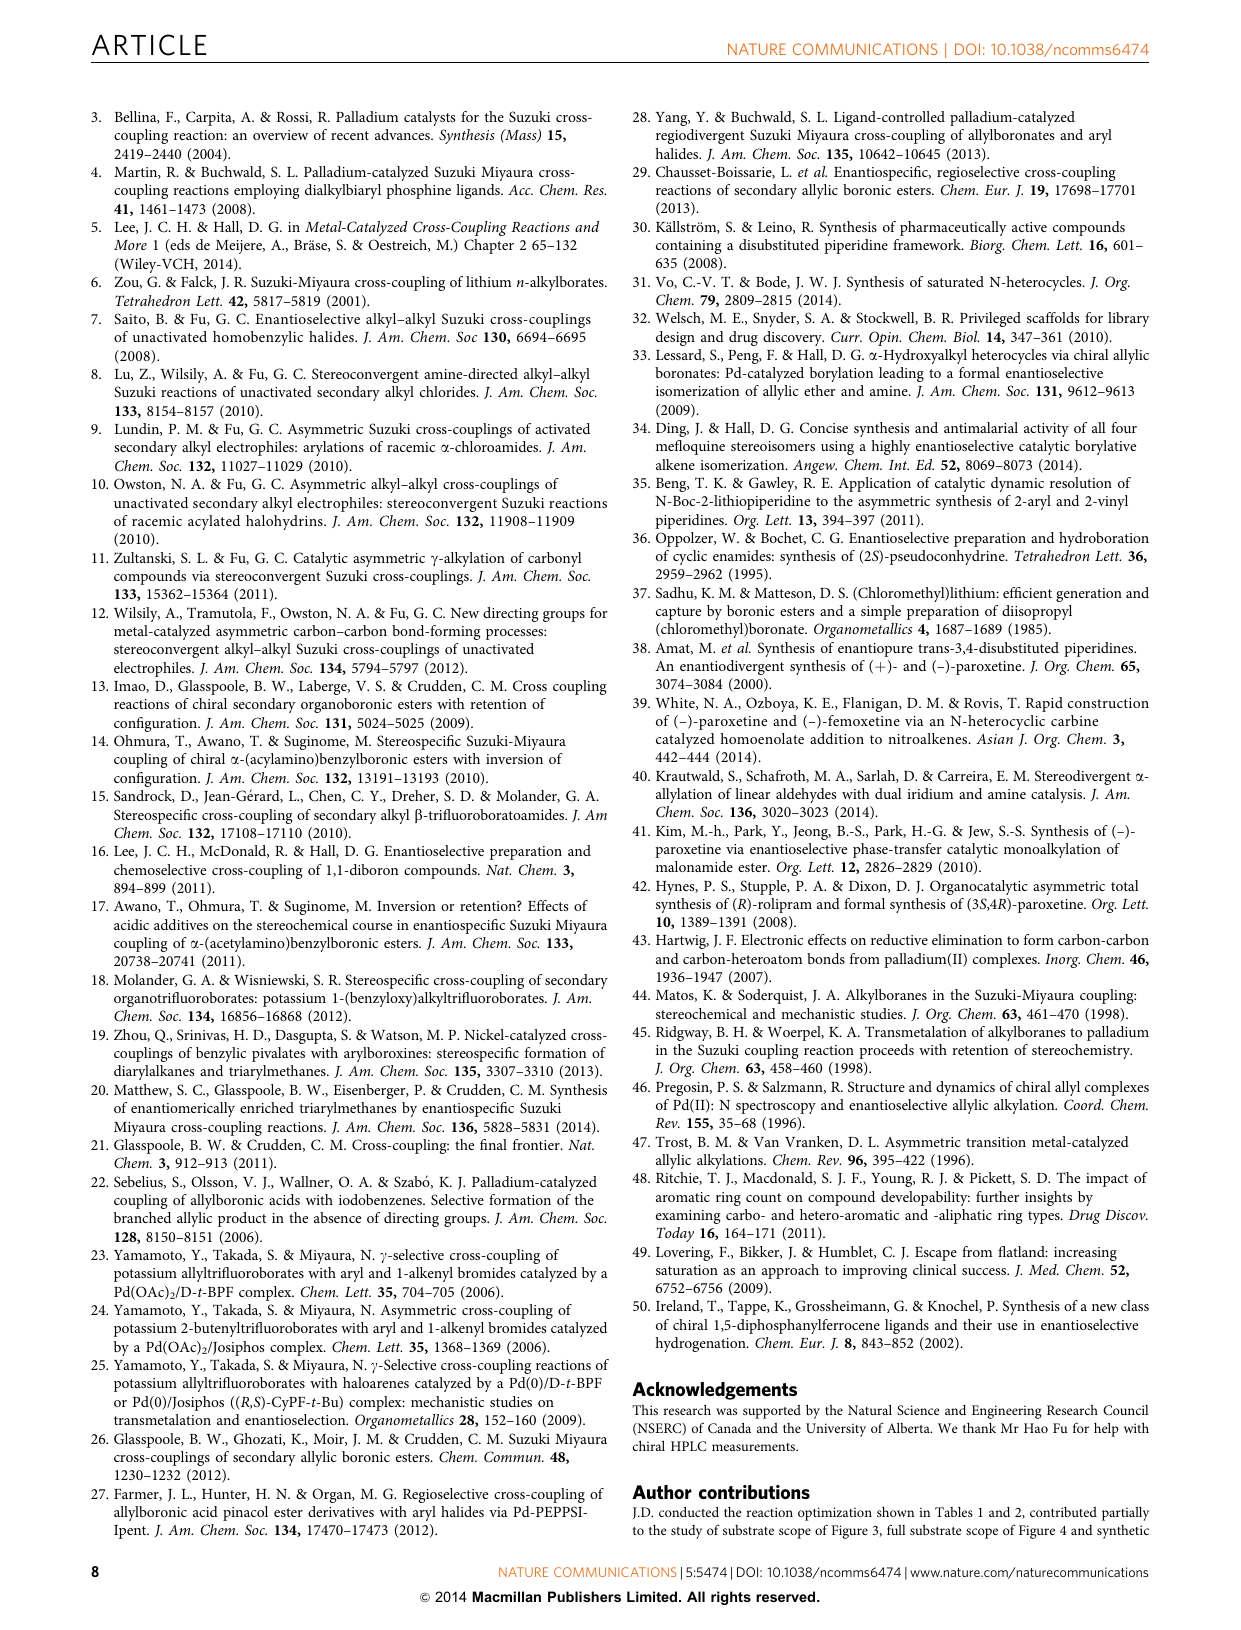 ARTICLE
NATURE COMMUNICATIONS | DOI: 10.1038/ncomms6474
3. Bellina, F., Carpita, A. & Rossi, R. Palladium catalysts for the Suzuki cross-
coupling reaction: an overview of recent advances. Synthesis (Mass) 15,
2419–2440 (2004).
4. Martin, R. & Buchwald, S. L. Palladium-catalyzed Suzuki Miyaura cross-
coupling reactions employing dialkylbiaryl phosphine ligands. Acc. Chem. Res.
41, 1461–1473 (2008).
5. Lee, J. C. H. & Hall, D. G. in Metal-Catalyzed Cross-Coupling Reactions and
More 1 (eds de Meijere, A., Bräse, S. & Oestreich, M.) Chapter 2 65–132
(Wiley-VCH, 2014).
6. Zou, G. & Falck, J. R. Suzuki-Miyaura cross-coupling of lithium n-alkylborates.
Tetrahedron Lett. 42, 5817–5819 (2001).
7. Saito, B. & Fu, G. C. Enantioselective alkyl–alkyl Suzuki cross-couplings
of unactivated homobenzylic halides. J. Am. Chem. Soc 130, 6694–6695
(2008).
8. Lu, Z., Wilsily, A. & Fu, G. C. Stereoconvergent amine-directed alkyl–alkyl
Suzuki reactions of unactivated secondary alkyl chlorides. J. Am. Chem. Soc.
133, 8154–8157 (2010).
9. Lundin, P. M. & Fu, G. C. Asymmetric Suzuki cross-couplings of activated
secondary alkyl electrophiles: arylations of racemic α-chloroamides. J. Am.
Chem. Soc. 132, 11027–11029 (2010).
10. Owston, N. A. & Fu, G. C. Asymmetric alkyl–alkyl cross-couplings of
unactivated secondary alkyl electrophiles: stereoconvergent Suzuki reactions
of racemic acylated halohydrins. J. Am. Chem. Soc. 132, 11908–11909
(2010).
11. Zultanski, S. L. & Fu, G. C. Catalytic asymmetric γ-alkylation of carbonyl
compounds via stereoconvergent Suzuki cross-couplings. J. Am. Chem. Soc.
133, 15362–15364 (2011).
12. Wilsily, A., Tramutola, F., Owston, N. A. & Fu, G. C. New directing groups for
metal-catalyzed asymmetric carbon–carbon bond-forming processes:
stereoconvergent alkyl–alkyl Suzuki cross-couplings of unactivated
electrophiles. J. Am. Chem. Soc. 134, 5794–5797 (2012).
13. Imao, D., Glasspoole, B. W., Laberge, V. S. & Crudden, C. M. Cross coupling
reactions of chiral secondary organoboronic esters with retention of
configuration. J. Am. Chem. Soc. 131, 5024–5025 (2009).
14. Ohmura, T., Awano, T. & Suginome, M. Stereospecific Suzuki-Miyaura
coupling of chiral α-(acylamino)benzylboronic esters with inversion of
configuration. J. Am. Chem. Soc. 132, 13191–13193 (2010).
15. Sandrock, D., Jean-Gérard, L., Chen, C. Y., Dreher, S. D. & Molander, G. A.
Stereospecific cross-coupling of secondary alkyl β-trifluoroboratoamides. J. Am
Chem. Soc. 132, 17108–17110 (2010).
16. Lee, J. C. H., McDonald, R. & Hall, D. G. Enantioselective preparation and
chemoselective cross-coupling of 1,1-diboron compounds. Nat. Chem. 3,
894–899 (2011).
17. Awano, T., Ohmura, T. & Suginome, M. Inversion or retention? Effects of
acidic additives on the stereochemical course in enantiospecific Suzuki Miyaura
coupling of α-(acetylamino)benzylboronic esters. J. Am. Chem. Soc. 133,
20738–20741 (2011).
18. Molander, G. A. & Wisniewski, S. R. Stereospecific cross-coupling of secondary
organotrifluoroborates: potassium 1-(benzyloxy)alkyltrifluoroborates. J. Am.
Chem. Soc. 134, 16856–16868 (2012).
19. Zhou, Q., Srinivas, H. D., Dasgupta, S. & Watson, M. P. Nickel-catalyzed cross-
couplings of benzylic pivalates with arylboroxines: stereospecific formation of
diarylalkanes and triarylmethanes. J. Am. Chem. Soc. 135, 3307–3310 (2013).
20. Matthew, S. C., Glasspoole, B. W., Eisenberger, P. & Crudden, C. M. Synthesis
of enantiomerically enriched triarylmethanes by enantiospecific Suzuki
Miyaura cross-coupling reactions. J. Am. Chem. Soc. 136, 5828–5831 (2014).
21. Glasspoole, B. W. & Crudden, C. M. Cross-coupling: the final frontier. Nat.
Chem. 3, 912–913 (2011).
22. Sebelius, S., Olsson, V. J., Wallner, O. A. & Szabó, K. J. Palladium-catalyzed
coupling of allylboronic acids with iodobenzenes. Selective formation of the
branched allylic product in the absence of directing groups. J. Am. Chem. Soc.
128, 8150–8151 (2006).
23. Yamamoto, Y., Takada, S. & Miyaura, N. γ-selective cross-coupling of
potassium allyltrifluoroborates with aryl and 1-alkenyl bromides catalyzed by a
Pd(OAc)2/D-t-BPF complex. Chem. Lett. 35, 704–705 (2006).
24. Yamamoto, Y., Takada, S. & Miyaura, N. Asymmetric cross-coupling of
potassium 2-butenyltrifluoroborates with aryl and 1-alkenyl bromides catalyzed
by a Pd(OAc)2/Josiphos complex. Chem. Lett. 35, 1368–1369 (2006).
25. Yamamoto, Y., Takada, S. & Miyaura, N. γ-Selective cross-coupling reactions of
potassium allyltrifluoroborates with haloarenes catalyzed by a Pd(0)/D-t-BPF
or Pd(0)/Josiphos ((R,S)-CyPF-t-Bu) complex: mechanistic studies on
transmetalation and enantioselection. Organometallics 28, 152–160 (2009).
26. Glasspoole, B. W., Ghozati, K., Moir, J. M. & Crudden, C. M. Suzuki Miyaura
cross-couplings of secondary allylic boronic esters. Chem. Commun. 48,
1230–1232 (2012).
27. Farmer, J. L., Hunter, H. N. & Organ, M. G. Regioselective cross-coupling of
allylboronic acid pinacol ester derivatives with aryl halides via Pd-PEPPSI-
Ipent. J. Am. Chem. Soc. 134, 17470–17473 (2012).
28. Yang, Y. & Buchwald, S. L. Ligand-controlled palladium-catalyzed
regiodivergent Suzuki Miyaura cross-coupling of allylboronates and aryl
halides. J. Am. Chem. Soc. 135, 10642–10645 (2013).
29. Chausset-Boissarie, L. et al. Enantiospecific, regioselective cross-coupling
reactions of secondary allylic boronic esters. Chem. Eur. J. 19, 17698–17701
(2013).
30. Källström, S. & Leino, R. Synthesis of pharmaceutically active compounds
containing a disubstituted piperidine framework. Biorg. Chem. Lett. 16, 601–
635 (2008).
31. Vo, C.-V. T. & Bode, J. W. J. Synthesis of saturated N-heterocycles. J. Org.
Chem. 79, 2809–2815 (2014).
32. Welsch, M. E., Snyder, S. A. & Stockwell, B. R. Privileged scaffolds for library
design and drug discovery. Curr. Opin. Chem. Biol. 14, 347–361 (2010).
33. Lessard, S., Peng, F. & Hall, D. G. α-Hydroxyalkyl heterocycles via chiral allylic
boronates: Pd-catalyzed borylation leading to a formal enantioselective
isomerization of allylic ether and amine. J. Am. Chem. Soc. 131, 9612–9613
(2009).
34. Ding, J. & Hall, D. G. Concise synthesis and antimalarial activity of all four
mefloquine stereoisomers using a highly enantioselective catalytic borylative
alkene isomerization. Angew. Chem. Int. Ed. 52, 8069–8073 (2014).
35. Beng, T. K. & Gawley, R. E. Application of catalytic dynamic resolution of
N-Boc-2-lithiopiperidine to the asymmetric synthesis of 2-aryl and 2-vinyl
piperidines. Org. Lett. 13, 394–397 (2011).
36. Oppolzer, W. & Bochet, C. G. Enantioselective preparation and hydroboration
of cyclic enamides: synthesis of (2S)-pseudoconhydrine. Tetrahedron Lett. 36,
2959–2962 (1995).
37. Sadhu, K. M. & Matteson, D. S. (Chloromethyl)lithium: efficient generation and
capture by boronic esters and a simple preparation of diisopropyl
(chloromethyl)boronate. Organometallics 4, 1687–1689 (1985).
38. Amat, M. et al. Synthesis of enantiopure trans-3,4-disubstituted piperidines.
An enantiodivergent synthesis of (+)- and (–)-paroxetine. J. Org. Chem. 65,
3074–3084 (2000).
39. White, N. A., Ozboya, K. E., Flanigan, D. M. & Rovis, T. Rapid construction
of (–)-paroxetine and (–)-femoxetine via an N-heterocyclic carbine
catalyzed homoenolate addition to nitroalkenes. Asian J. Org. Chem. 3,
442–444 (2014).
40. Krautwald, S., Schafroth, M. A., Sarlah, D. & Carreira, E. M. Stereodivergent α-
allylation of linear aldehydes with dual iridium and amine catalysis. J. Am.
Chem. Soc. 136, 3020–3023 (2014).
41. Kim, M.-h., Park, Y., Jeong, B.-S., Park, H.-G. & Jew, S.-S. Synthesis of (–)-
paroxetine via enantioselective phase-transfer catalytic monoalkylation of
malonamide ester. Org. Lett. 12, 2826–2829 (2010).
42. Hynes, P. S., Stupple, P. A. & Dixon, D. J. Organocatalytic asymmetric total
synthesis of (R)-rolipram and formal synthesis of (3S,4R)-paroxetine. Org. Lett.
10, 1389–1391 (2008).
43. Hartwig, J. F. Electronic effects on reductive elimination to form carbon-carbon
and carbon-heteroatom bonds from palladium(II) complexes. Inorg. Chem. 46,
1936–1947 (2007).
44. Matos, K. & Soderquist, J. A. Alkylboranes in the Suzuki-Miyaura coupling:
stereochemical and mechanistic studies. J. Org. Chem. 63, 461–470 (1998).
45. Ridgway, B. H. & Woerpel, K. A. Transmetalation of alkylboranes to palladium
in the Suzuki coupling reaction proceeds with retention of stereochemistry.
J. Org. Chem. 63, 458–460 (1998).
46. Pregosin, P. S. & Salzmann, R. Structure and dynamics of chiral allyl complexes
of Pd(II): N spectroscopy and enantioselective allylic alkylation. Coord. Chem.
Rev. 155, 35–68 (1996).
47. Trost, B. M. & Van Vranken, D. L. Asymmetric transition metal-catalyzed
allylic alkylations. Chem. Rev. 96, 395–422 (1996).
48. Ritchie, T. J., Macdonald, S. J. F., Young, R. J. & Pickett, S. D. The impact of
aromatic ring count on compound developability: further insights by
examining carbo- and hetero-aromatic and -aliphatic ring types. Drug Discov.
Today 16, 164–171 (2011).
49. Lovering, F., Bikker, J. & Humblet, C. J. Escape from flatland: increasing
saturation as an approach to improving clinical success. J. Med. Chem. 52,
6752–6756 (2009).
50. Ireland, T., Tappe, K., Grossheimann, G. & Knochel, P. Synthesis of a new class
of chiral 1,5-diphosphanylferrocene ligands and their use in enantioselective
hydrogenation. Chem. Eur. J. 8, 843–852 (2002).
Acknowledgements
This research was supported by the Natural Science and Engineering Research Council
(NSERC) of Canada and the University of Alberta. We thank Mr Hao Fu for help with
chiral HPLC measurements.
Author contributions
J.D. conducted the reaction optimization shown in Tables 1 and 2, contributed partially
to the study of substrate scope of Figure 3, full substrate scope of Figure 4 and synthetic
8
NATURE COMMUNICATIONS | 5:5474 | DOI: 10.1038/ncomms6474 | www.nature.com/naturecommunications
© 2014 Macmillan Publishers Limited. All rights reserved.